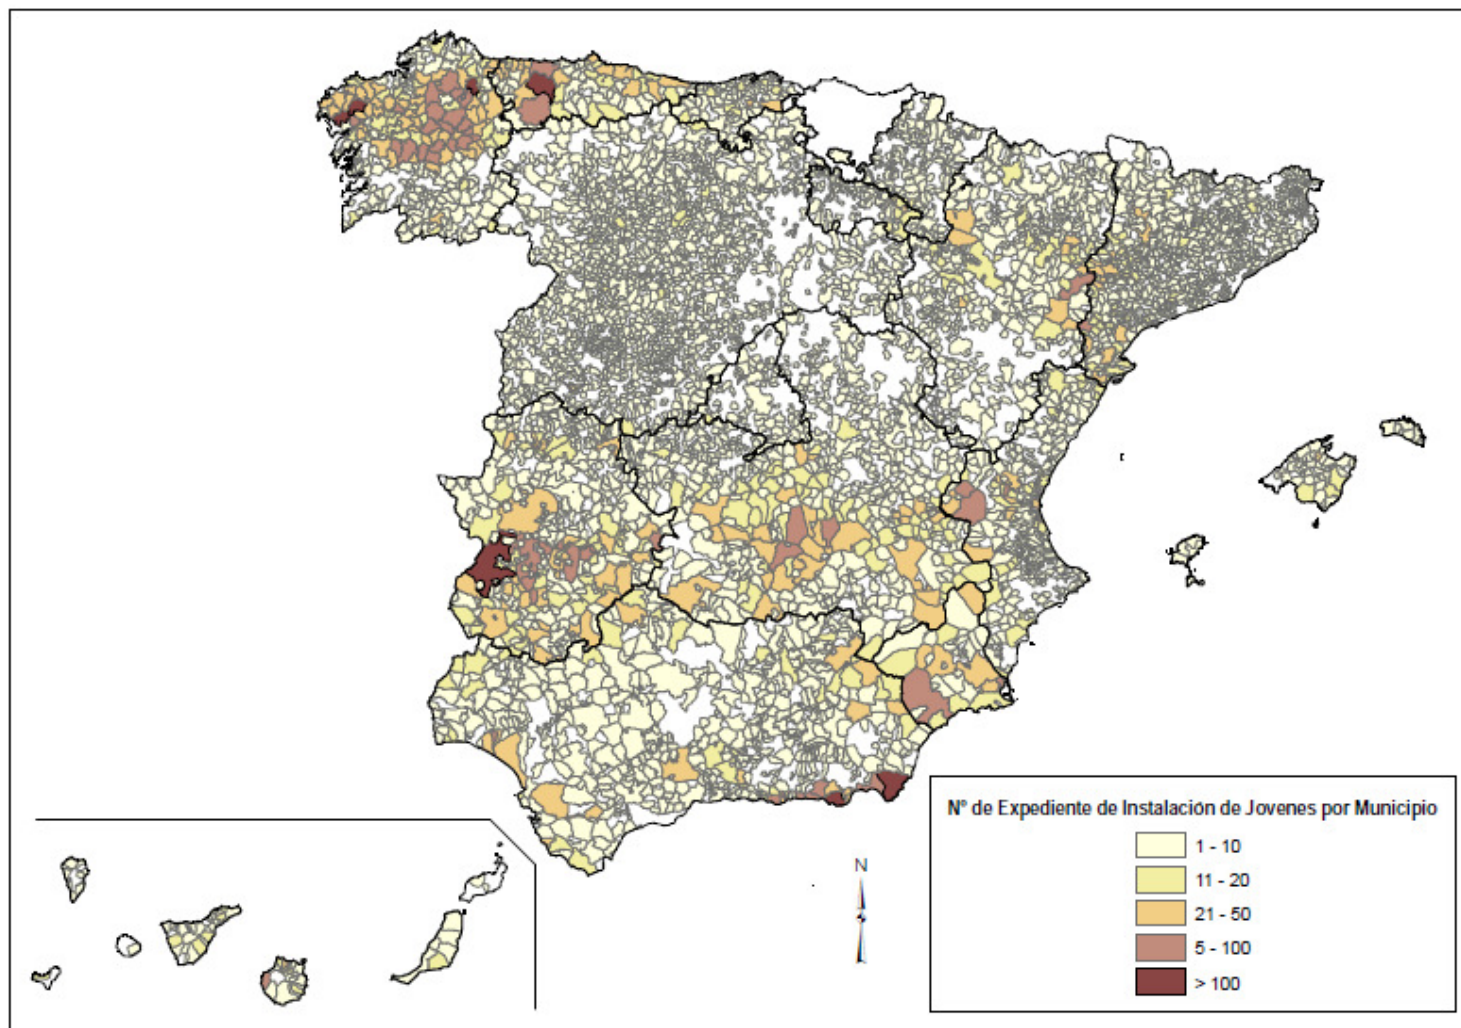 N
Nº de Expediente de Instalación de Jovenes por Municipio
1 - 10
11 - 20
21 - 50
5 - 100
> 100